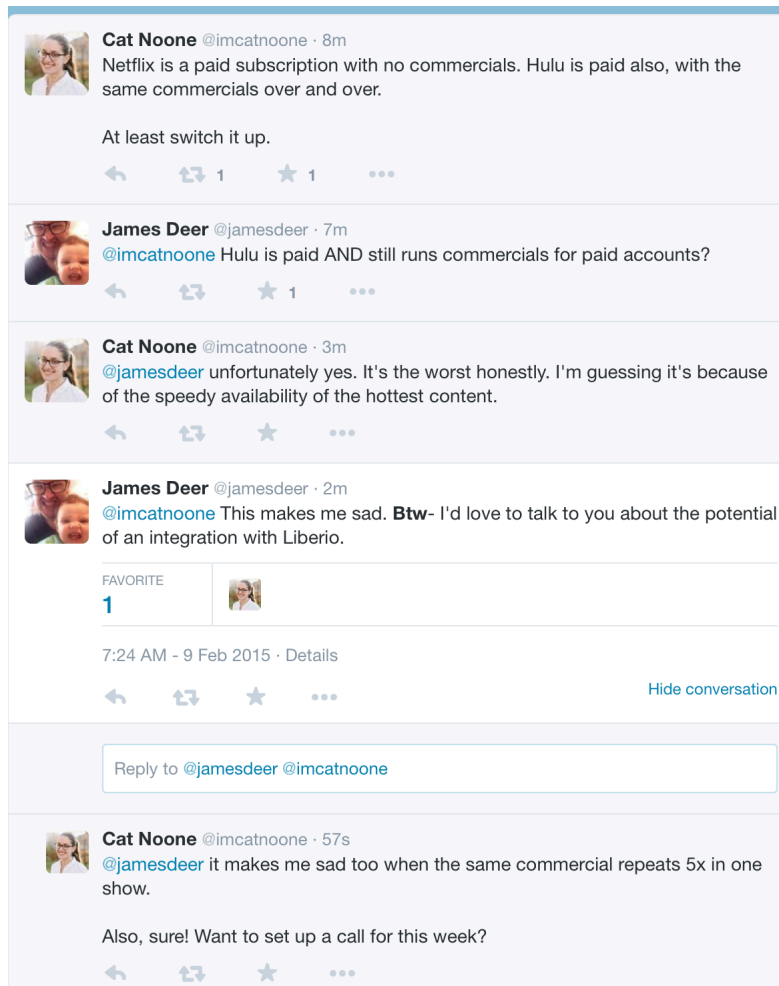 Cat Noone @imcatnoone · 8m
Netflix is a paid subscription with no commercials. Hulu is paid also, with the
same commercials over and over.
At least switch it up.
1 1
James Deer @jamesdeer · 7m
@imcatnoone Hulu is paid AND still runs commercials for paid accounts?
1
Cat Noone @imcatnoone · 3m
@jamesdeer unfortunately yes. It's the worst honestly. I'm guessing it's because
of the speedy availability of the hottest content.
James Deer @jamesdeer · 2m
@imcatnoone This makes me sad. Btw- I'd love to talk to you about the potential
of an integration with Liberio.
FAVORITE
1
7:24 AM - 9 Feb 2015 · Details
Hide conversation
Reply to @jamesdeer @imcatnoone
Cat Noone @imcatnoone · 57s
@jamesdeer it makes me sad too when the same commercial repeats 5x in one
show.
Also, sure! Want to set up a call for this week?